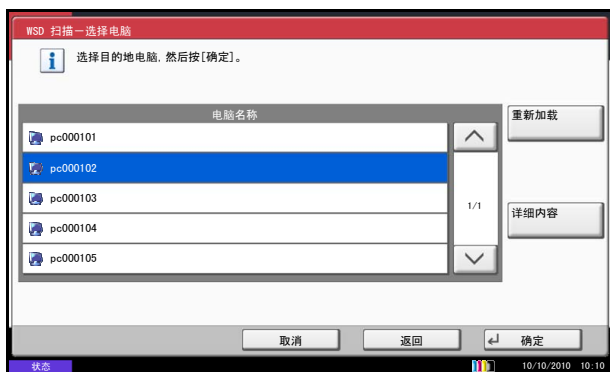 WSD 扫描－选择电脑
选择目的地电脑, 然后按[确定]。
电脑名称
重新加载
pc000101
pc000102
pc000103
1/1
详细内容
pc000104
pc000105
取消
返回
确定
状态
10/10/2010 10:10